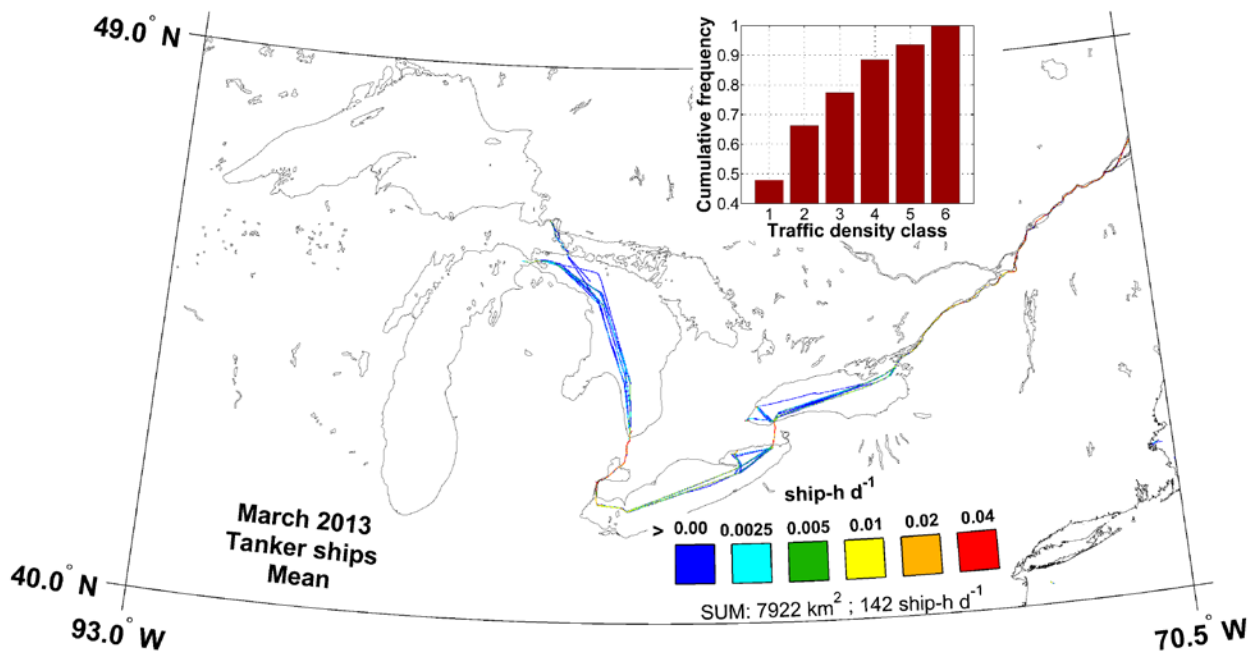 49.0° N
Cumulative frequency
1
0.9
0.8
0.7
0.6
0.5
0.4
1 2 3 4 5 6
Traffic density class
March 2013
Tanker ships
Mean
ship-h d⁻¹
> 0.00 0.0025 0.005 0.01 0.02 0.04
SUM: 7922 km² ; 142 ship-h d⁻¹
40.0° N
93.0° W
70.5° W